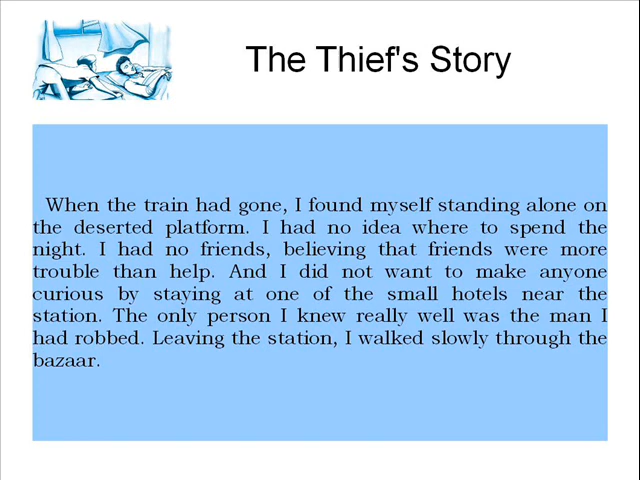 The Thief's Story
When the train had gone, I found myself standing alone on
the deserted platform. I had no idea where to spend the
night. I had no friends, believing that friends were more
trouble than help. And I did not want to make anyone
curious by staying at one of the small hotels near the
station. The only person I knew really well was the man I
had robbed. Leaving the station, I walked slowly through the
bazaar.